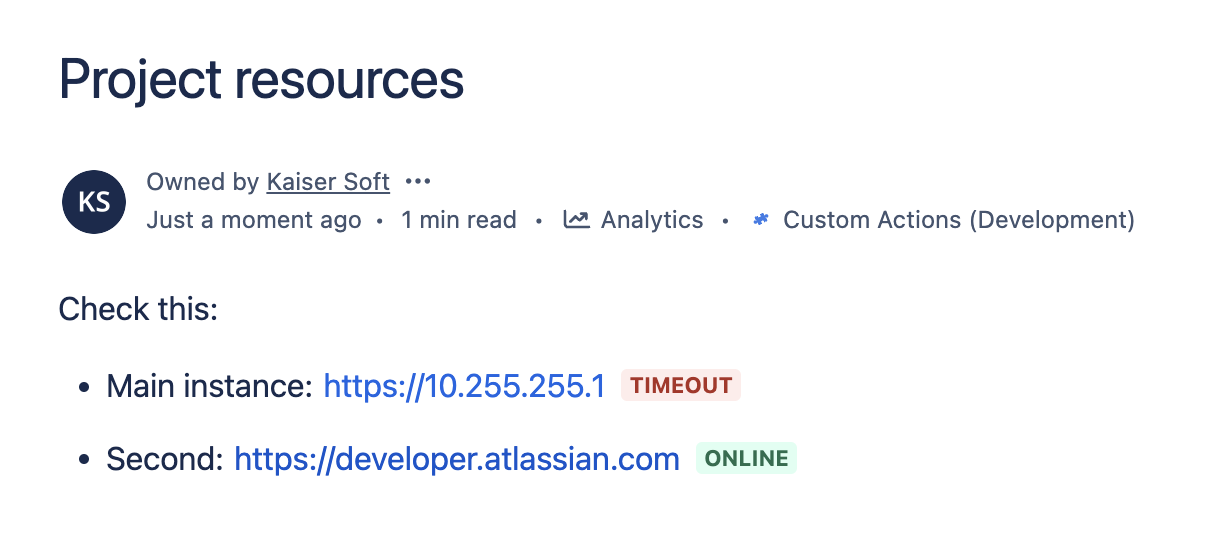 Project resources
KS
Owned by Kaiser Soft •••
Just a moment ago • 1 min read • Analytics • Custom Actions (Development)
Check this:
• Main instance: https://10.255.255.1 TIMEOUT
• Second: https://developer.atlassian.com ONLINE